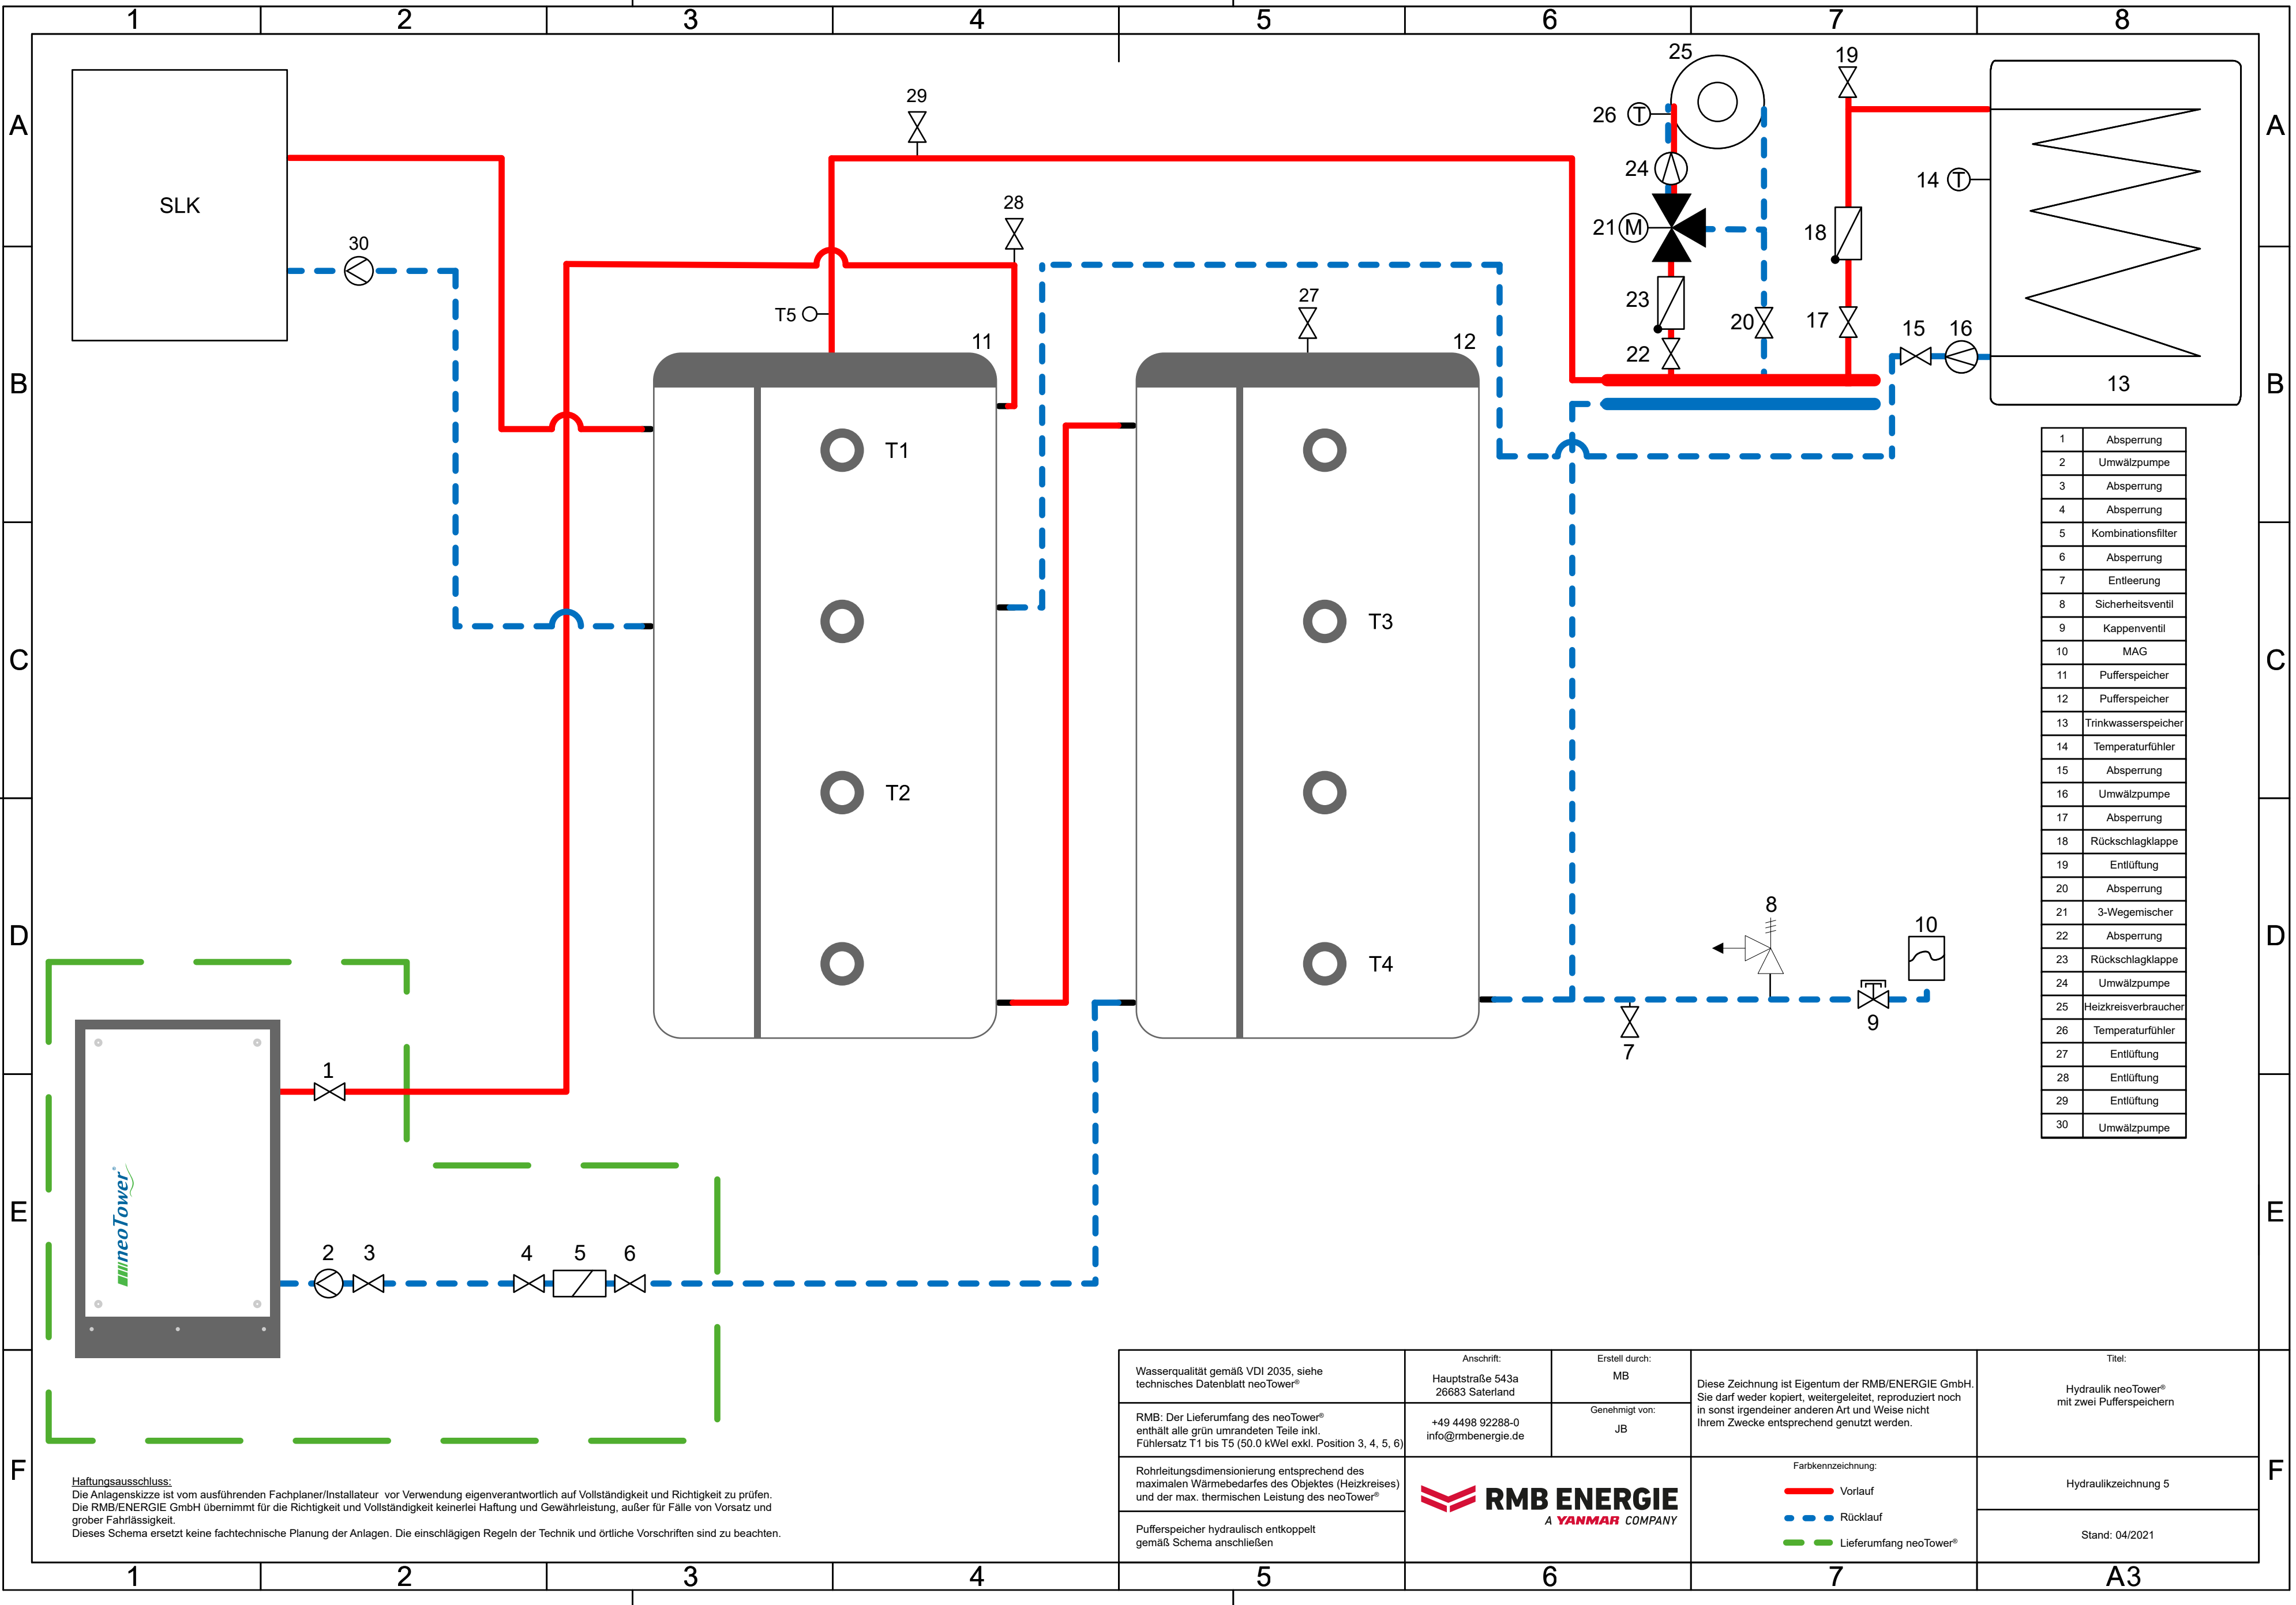 1 2 3 4 5 6 7 8
A A
B B
C C
D D
E E
F F
1 2 3 4 5 6 7 A3
SLK
30
29
28
T5
11
T1
T2
27
12
T3
T4
25
26 T
24
21 M
23
22
20
19
18
17
14 T
15 16
13
8
10
7
9
1
neoTower®
2 3 4 5 6
1 Absperrung
2 Umwälzpumpe
3 Absperrung
4 Absperrung
5 Kombinationsfilter
6 Absperrung
7 Entleerung
8 Sicherheitsventil
9 Kappenventil
10 MAG
11 Pufferspeicher
12 Pufferspeicher
13 Trinkwasserspeicher
14 Temperaturfühler
15 Absperrung
16 Umwälzpumpe
17 Absperrung
18 Rückschlagklappe
19 Entlüftung
20 Absperrung
21 3-Wegemischer
22 Absperrung
23 Rückschlagklappe
24 Umwälzpumpe
25 Heizkreisverbraucher
26 Temperaturfühler
27 Entlüftung
28 Entlüftung
29 Entlüftung
30 Umwälzpumpe
Haftungsausschluss:
Die Anlagenskizze ist vom ausführenden Fachplaner/Installateur vor Verwendung eigenverantwortlich auf Vollständigkeit und Richtigkeit zu prüfen.
Die RMB/ENERGIE GmbH übernimmt für die Richtigkeit und Vollständigkeit keinerlei Haftung und Gewährleistung, außer für Fälle von Vorsatz und
grober Fahrlässigkeit.
Dieses Schema ersetzt keine fachtechnische Planung der Anlagen. Die einschlägigen Regeln der Technik und örtliche Vorschriften sind zu beachten.
Wasserqualität gemäß VDI 2035, siehe
technisches Datenblatt neoTower®
RMB: Der Lieferumfang des neoTower®
enthält alle grün umrandeten Teile inkl.
Fühlersatz T1 bis T5 (50.0 kWel exkl. Position 3, 4, 5, 6)
Rohrleitungsdimensionierung entsprechend des
maximalen Wärmebedarfes des Objektes (Heizkreises)
und der max. thermischen Leistung des neoTower®
Pufferspeicher hydraulisch entkoppelt
gemäß Schema anschließen
Anschrift:
Hauptstraße 543a
26683 Saterland
+49 4498 92288-0
info@rmbenergie.de
Erstell durch:
MB
Genehmigt von:
JB
RMB ENERGIE
A YANMAR COMPANY
Diese Zeichnung ist Eigentum der RMB/ENERGIE GmbH.
Sie darf weder kopiert, weitergeleitet, reproduziert noch
in sonst irgendeiner anderen Art und Weise nicht
Ihrem Zwecke entsprechend genutzt werden.
Farbkennzeichnung:
Vorlauf
Rücklauf
Lieferumfang neoTower®
Titel:
Hydraulik neoTower®
mit zwei Pufferspeichern
Hydraulikzeichnung 5
Stand: 04/2021